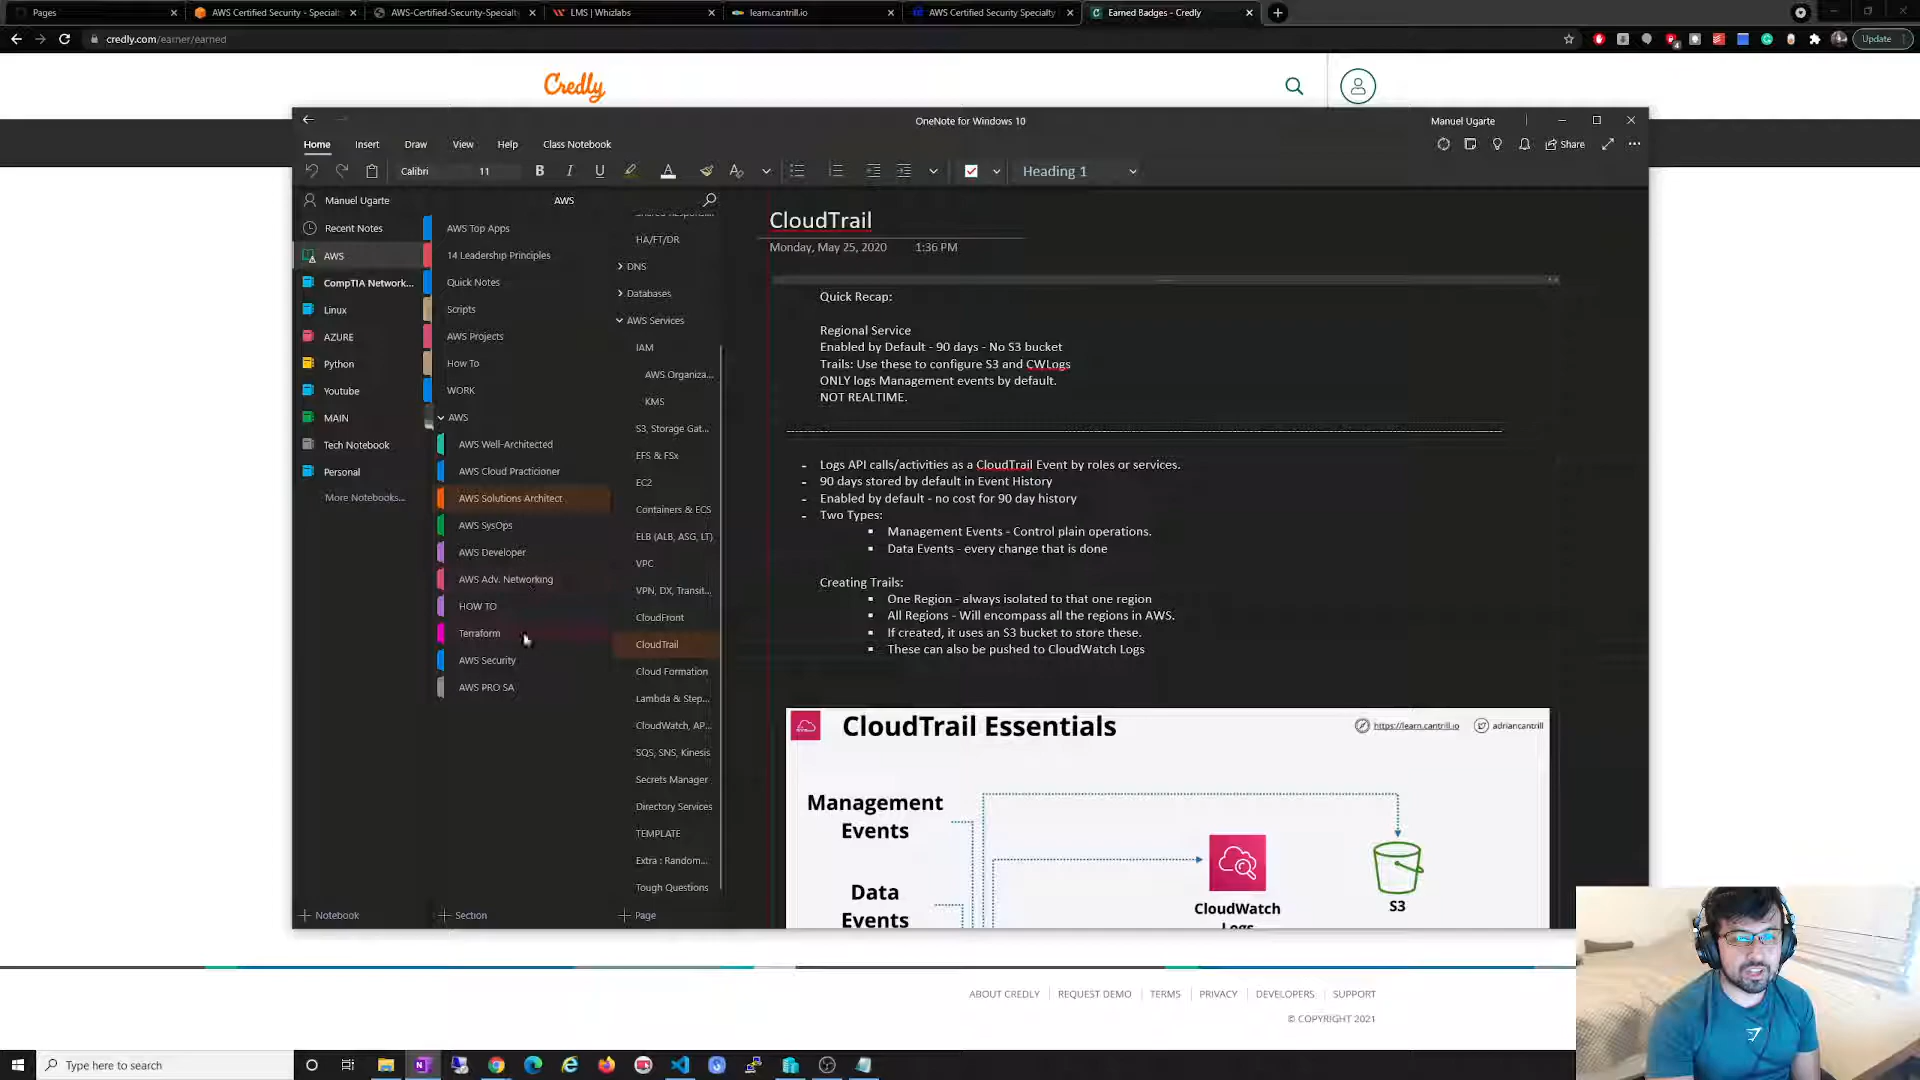 Pages
AWS Certified Security - Special
AWS-Certified-Security-Specialty
LMS | Whizlabs
learn.cantrill.io
AWS Certified Security Specialty
Earned Badges - Credly
credly.com/earner/earned
Update
Credly
OneNote for Windows 10
Manuel Ugarte
Home
Insert
Draw
View
Help
Class Notebook
Share
Calibri
11
B
I
U
A
Heading 1
Manuel Ugarte
Recent Notes
AWS
CompTIA Network...
Linux
AZURE
Python
Youtube
MAIN
Tech Notebook
Personal
More Notebooks...
Notebook
AWS
AWS Top Apps
14 Leadership Principles
Quick Notes
Scripts
AWS Projects
How To
WORK
AWS
AWS Well-Architected
AWS Cloud Practicioner
AWS Solutions Architect
AWS SysOps
AWS Developer
AWS Adv. Networking
HOW TO
Terraform
AWS Security
AWS PRO SA
Section
HA/FT/DR
DNS
Databases
AWS Services
IAM
AWS Organiza...
KMS
S3, Storage Gat...
EFS & FSx
EC2
Containers & ECS
ELB (ALB, ASG, LT)
VPC
VPN, DX, Transit...
CloudFront
CloudTrail
Cloud Formation
Lambda & Step...
CloudWatch, AP...
SQS, SNS, Kinesis
Secrets Manager
Directory Services
TEMPLATE
Extra : Random...
Tough Questions
Page
CloudTrail
Monday, May 25, 2020 1:36 PM
Quick Recap:
Regional Service
Enabled by Default - 90 days - No S3 bucket
Trails: Use these to configure S3 and CWLogs
ONLY logs Management events by default.
NOT REALTIME.
- Logs API calls/activities as a CloudTrail Event by roles or services.
- 90 days stored by default in Event History
- Enabled by default - no cost for 90 day history
- Two Types:
▪ Management Events - Control plain operations.
▪ Data Events - every change that is done
Creating Trails:
▪ One Region - always isolated to that one region
▪ All Regions - Will encompass all the regions in AWS.
▪ If created, it uses an S3 bucket to store these.
▪ These can also be pushed to CloudWatch Logs
CloudTrail Essentials
https://learn.cantrill.io
adriancantrill
Management
Events
Data
Events
CloudWatch
Logs
S3
ABOUT CREDLY
REQUEST DEMO
TERMS
PRIVACY
DEVELOPERS
SUPPORT
© COPYRIGHT 2021
Type here to search